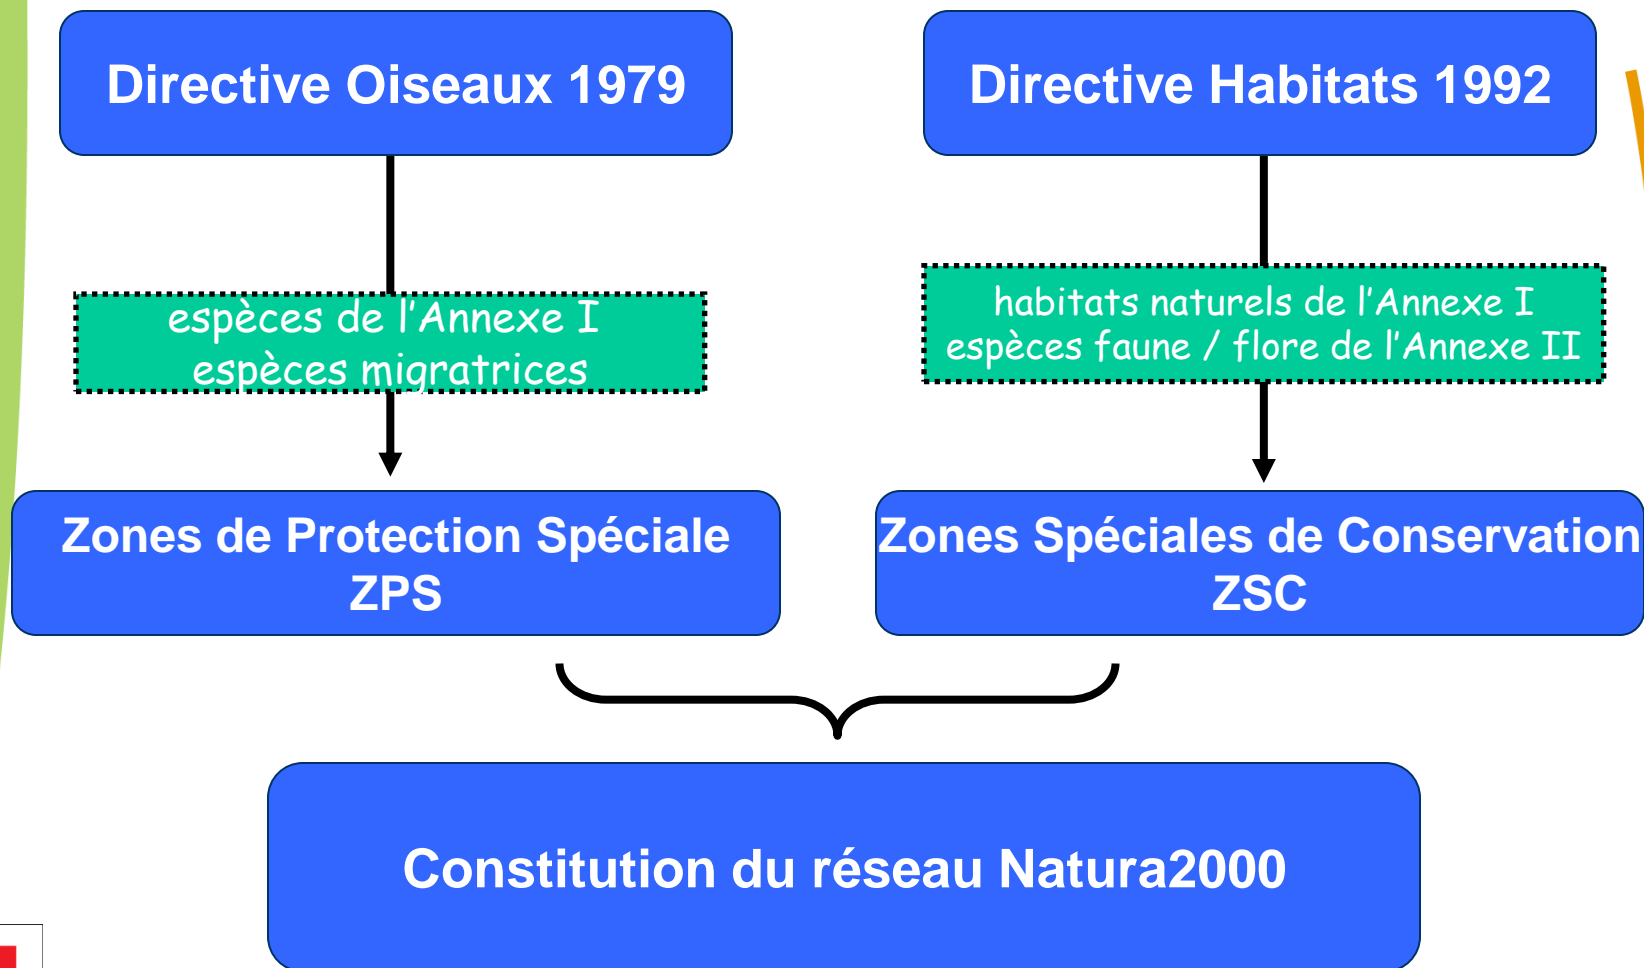 Directive Oiseaux 1979
Directive Habitats 1992
espèces de l'Annexe I
espèces migratrices
habitats naturels de l'Annexe I
espèces faune / flore de l'Annexe II
Zones de Protection Spéciale
ZPS
Zones Spéciales de Conservation
ZSC
Constitution du réseau Natura2000